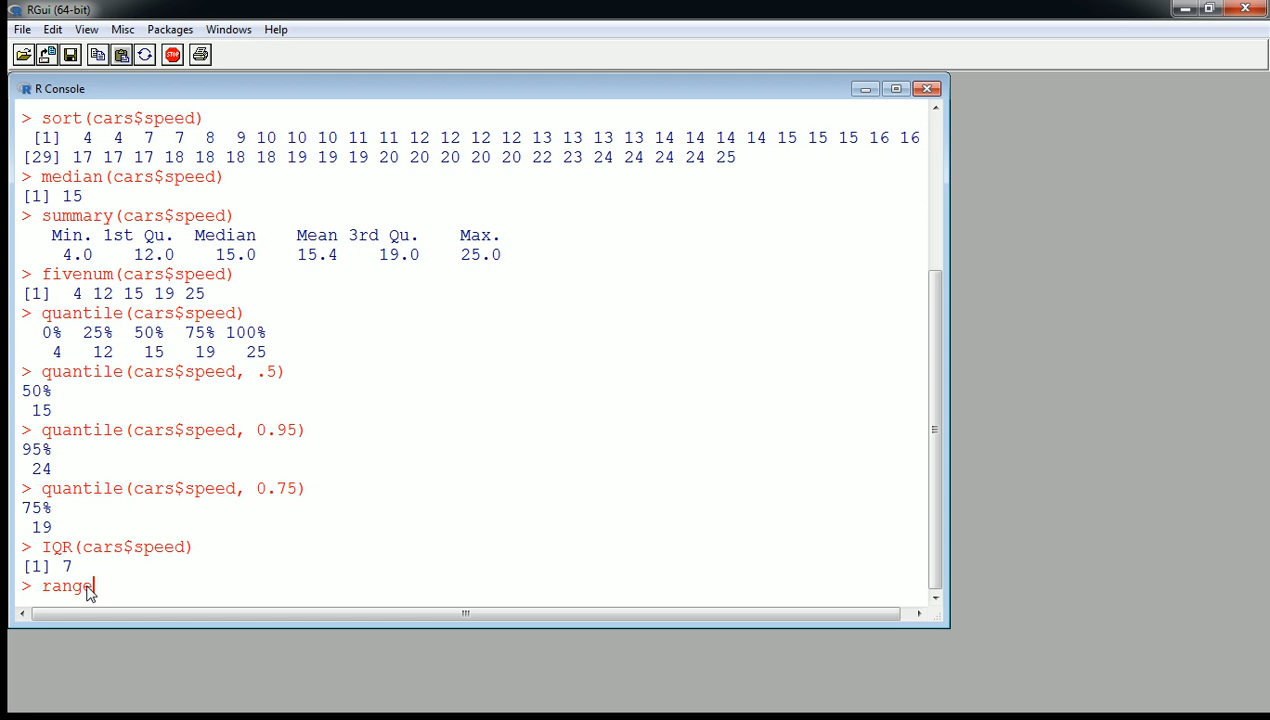 RGui (64-bit)
File Edit View Misc Packages Windows Help
STOP
R Console
> sort(cars$speed)
 [1]  4  4  7  7  8  9 10 10 10 11 11 12 12 12 12 13 13 13 13 14 14 14 14 15 15 15 16 16
[29] 17 17 17 18 18 18 18 19 19 19 20 20 20 20 20 22 23 24 24 24 24 25
> median(cars$speed)
[1] 15
> summary(cars$speed)
   Min. 1st Qu.  Median    Mean 3rd Qu.    Max.
    4.0    12.0    15.0    15.4    19.0    25.0
> fivenum(cars$speed)
[1]  4 12 15 19 25
> quantile(cars$speed)
  0%  25%  50%  75% 100%
   4   12   15   19   25
> quantile(cars$speed, .5)
50%
 15
> quantile(cars$speed, 0.95)
95%
 24
> quantile(cars$speed, 0.75)
75%
 19
> IQR(cars$speed)
[1] 7
> range